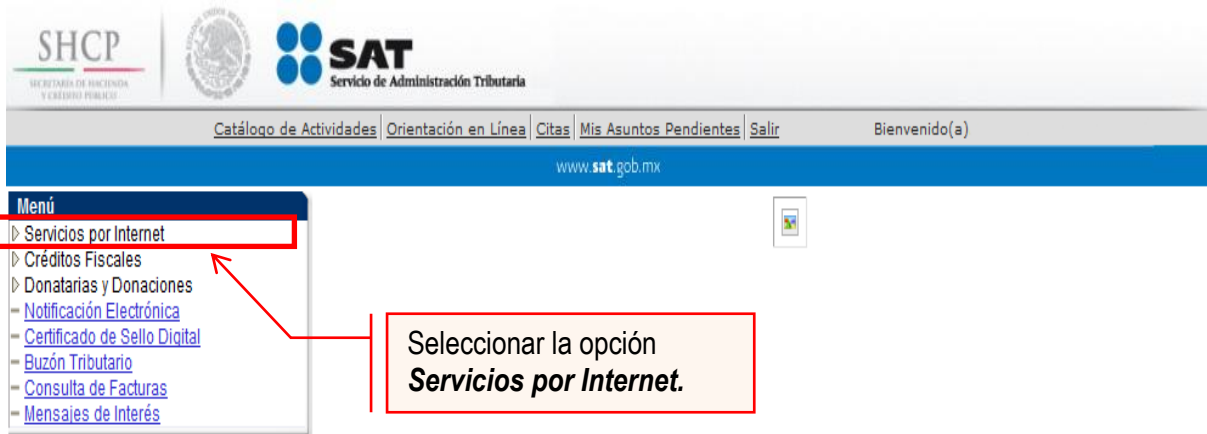 SHCP
SECRETARÍA DE HACIENDA
Y CRÉDITO PÚBLICO
SAT
Servicio de Administración Tributaria
Catálogo de Actividades Orientación en Línea Citas Mis Asuntos Pendientes Salir Bienvenido(a)
www.sat.gob.mx
Menú
Servicios por Internet
Créditos Fiscales
Donatarias y Donaciones
Notificación Electrónica
Certificado de Sello Digital
Buzón Tributario
Consulta de Facturas
Mensajes de Interés
Seleccionar la opción
Servicios por Internet.